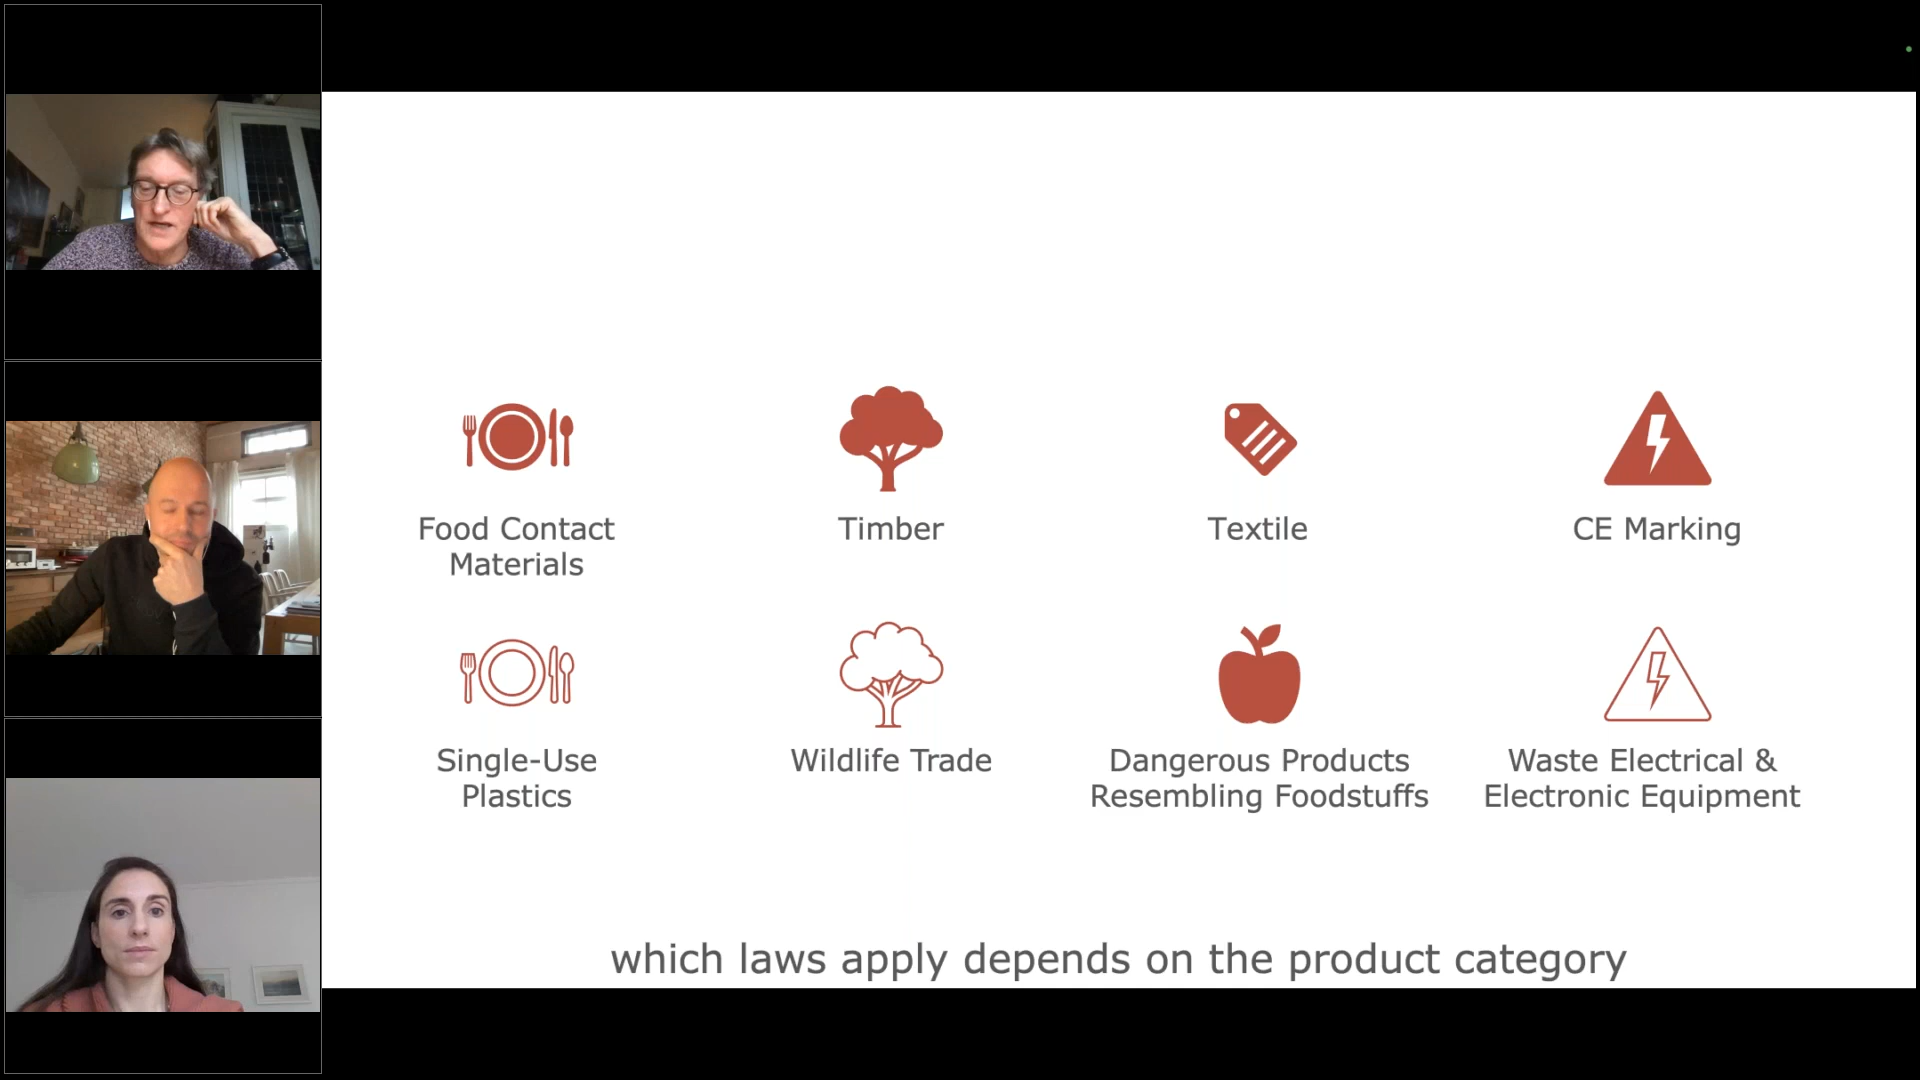 Food Contact
Materials
Timber
Textile
CE Marking
Single-Use
Plastics
Wildlife Trade
Dangerous Products
Resembling Foodstuffs
Waste Electrical &
Electronic Equipment
which laws apply depends on the product category